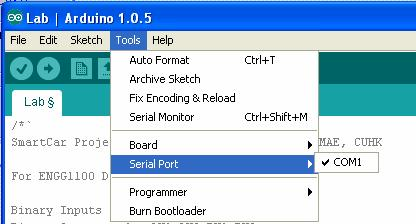 Lab | Arduino 1.0.5
File Edit Sketch Tools Help
Auto Format Ctrl+T
Archive Sketch
Fix Encoding & Reload
Serial Monitor Ctrl+Shift+M
Board
Serial Port
COM1
Programmer
Burn Bootloader
Lab §
/*`
SmartCar Proje MAE, CUHK
For ENGG1100 D
Binary Inputs